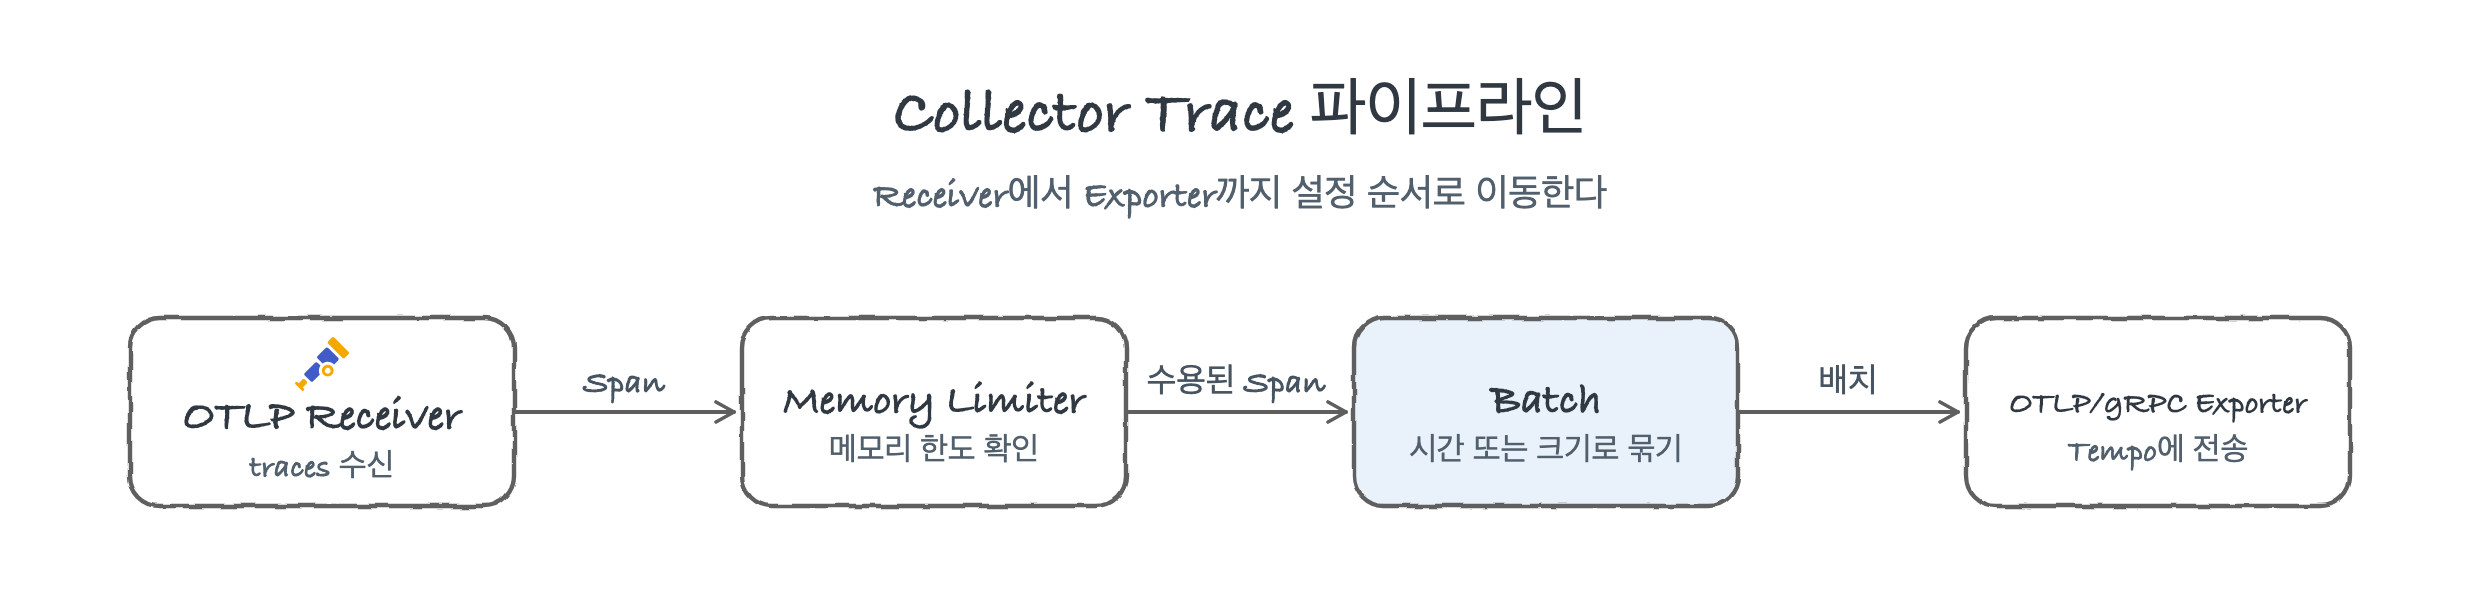 Collector Trace 파이프라인
Receiver에서 Exporter까지 설정 순서로 이동한다
OTLP Receiver
traces 수신
Span
Memory Limiter
메모리 한도 확인
수용된 Span
Batch
시간 또는 크기로 묶기
배치
OTLP/gRPC Exporter
Tempo에 전송